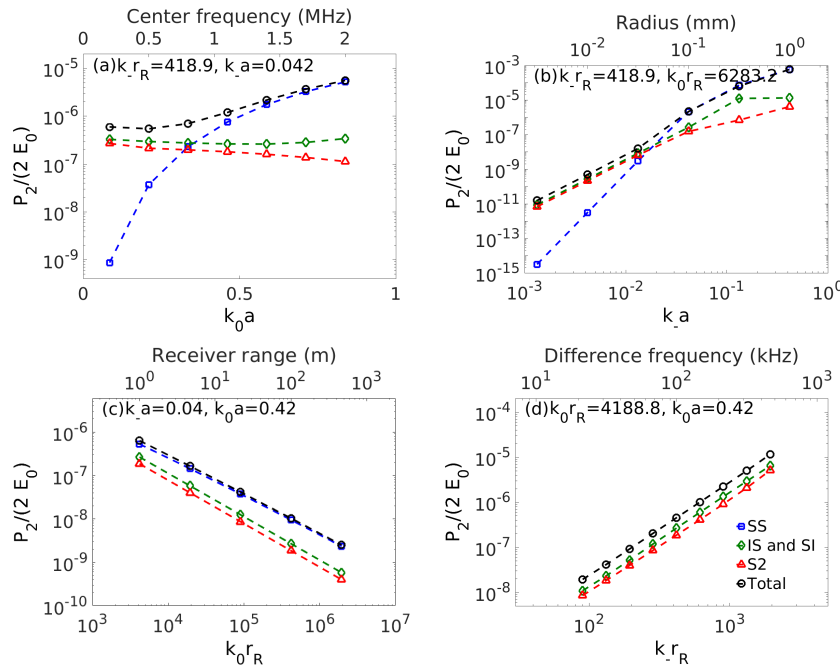 Center frequency (MHz)
0 0.5 1 1.5 2
(a)k_r_R=418.9, k_a=0.042
10^-5
10^-6
10^-7
10^-8
10^-9
P_2/(2 E_0)
0 0.5 1
k_0a
Radius (mm)
10^-2 10^-1 10^0
(b)k_r_R=418.9, k_0r_R=6283.2
10^-3
10^-5
10^-7
10^-9
10^-11
10^-13
10^-15
P_2/(2 E_0)
10^-3 10^-2 10^-1 10^0
k_a
Receiver range (m)
10^0 10^1 10^2 10^3
(c)k_a=0.04, k_0a=0.42
10^-6
10^-7
10^-8
10^-9
10^-10
P_2/(2 E_0)
10^3 10^4 10^5 10^6 10^7
k_0r_R
Difference frequency (kHz)
10^1 10^2 10^3
(d)k_0r_R=4188.8, k_0a=0.42
10^-4
10^-5
10^-6
10^-7
10^-8
P_2/(2 E_0)
SS
IS and SI
S2
Total
10^2 10^3
k_r_R